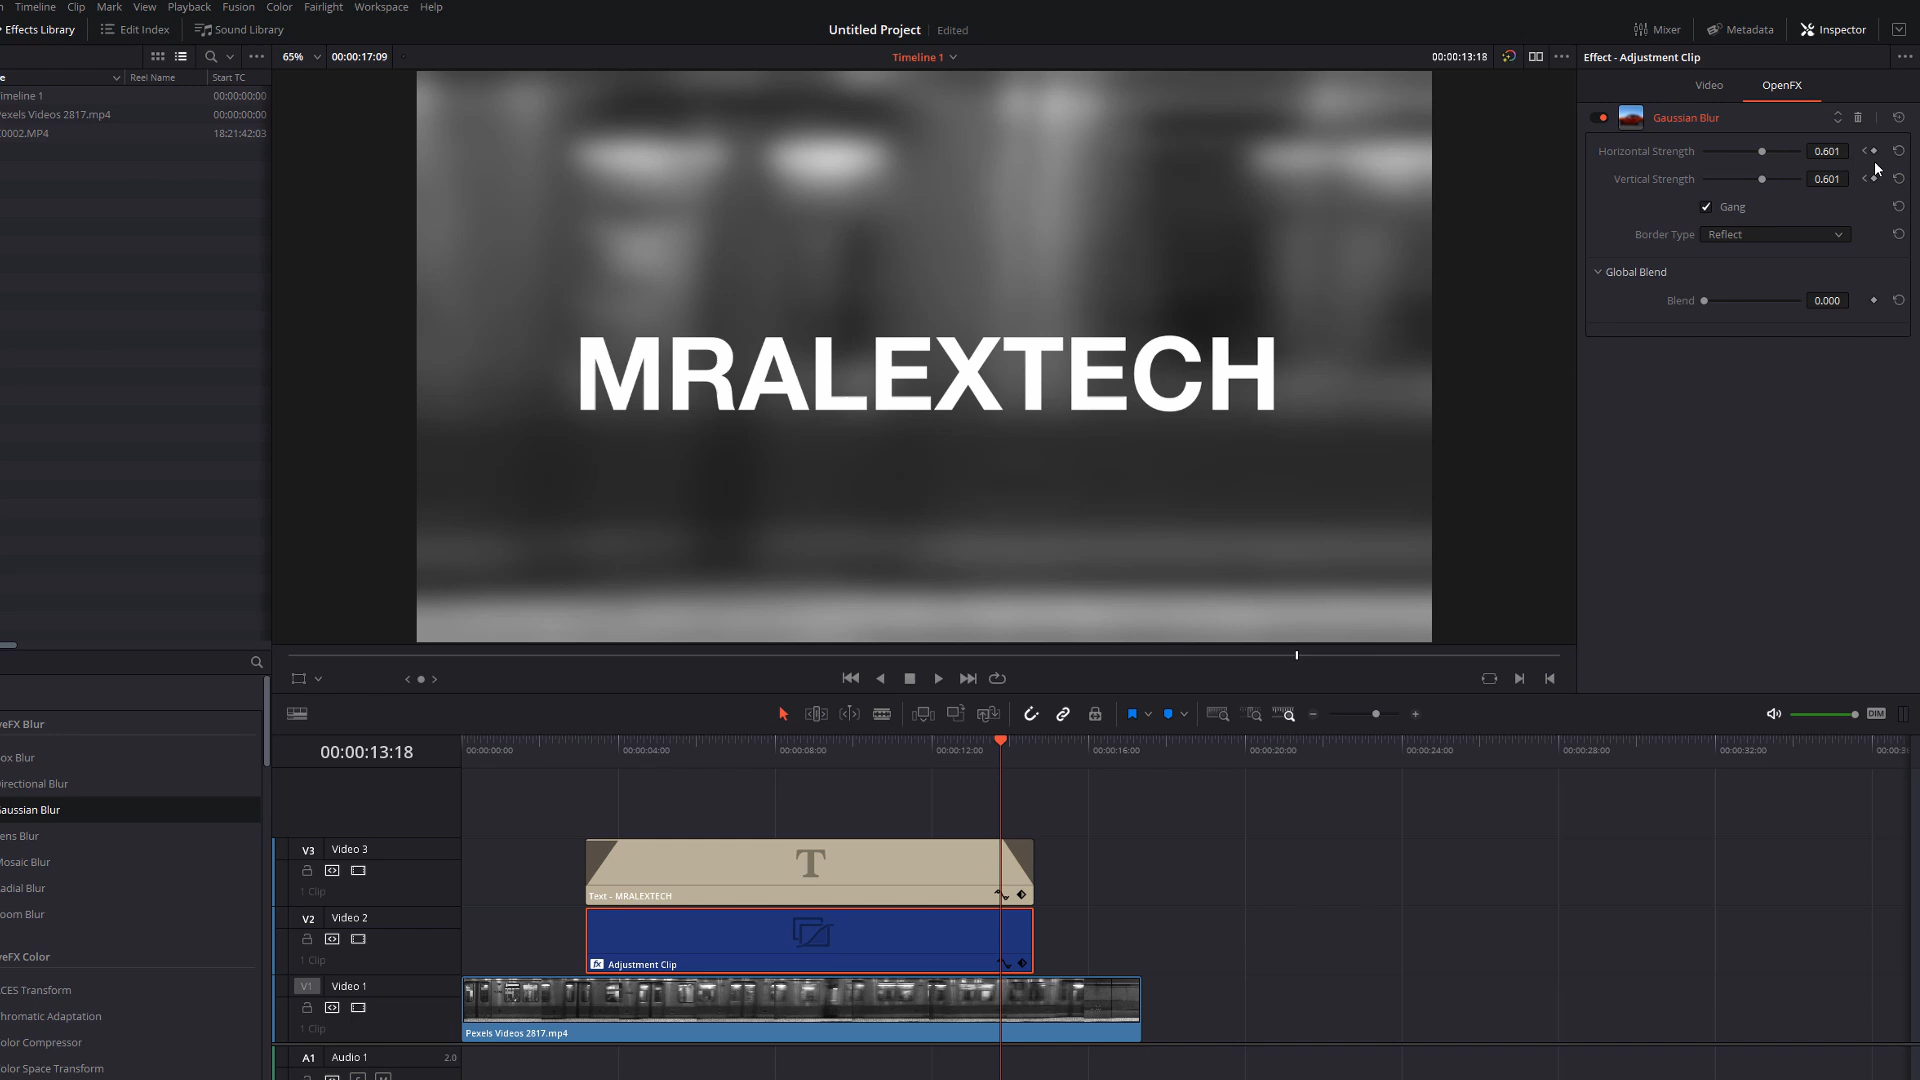 Timeline Clip Mark View Playback Fusion Color Fairlight Workspace Help
Effects Library Edit Index Sound Library Untitled Project Edited Mixer Metadata Inspector
65% 00:00:17:09 Timeline 1 00:00:13:18 Effect - Adjustment Clip
e Reel Name Start TC
imeline 1 00:00:00:00
exels Videos 2817.mp4 00:00:00:00
0002.MP4 18:21:42:03
Video OpenFX
Gaussian Blur
Horizontal Strength 0.601
Vertical Strength 0.601
Gang
Border Type Reflect
Global Blend
Blend 0.000
MRALEXTECH
eFX Blur
ox Blur
irectional Blur
aussian Blur
ens Blur
Mosaic Blur
adial Blur
oom Blur
eFX Color
CES Transform
hromatic Adaptation
olor Compressor
olor Space Transform
DIM
00:00:13:18
00:00:00:00 00:00:04:00 00:00:08:00 00:00:12:00 00:00:16:00 00:00:20:00 00:00:24:00 00:00:28:00 00:00:32:00 00:00:3
V3 Video 3
1 Clip
T
Text - MRALEXTECH
V2 Video 2
1 Clip
fx Adjustment Clip
V1 Video 1
1 Clip
Pexels Videos 2817.mp4
A1 Audio 1 2.0